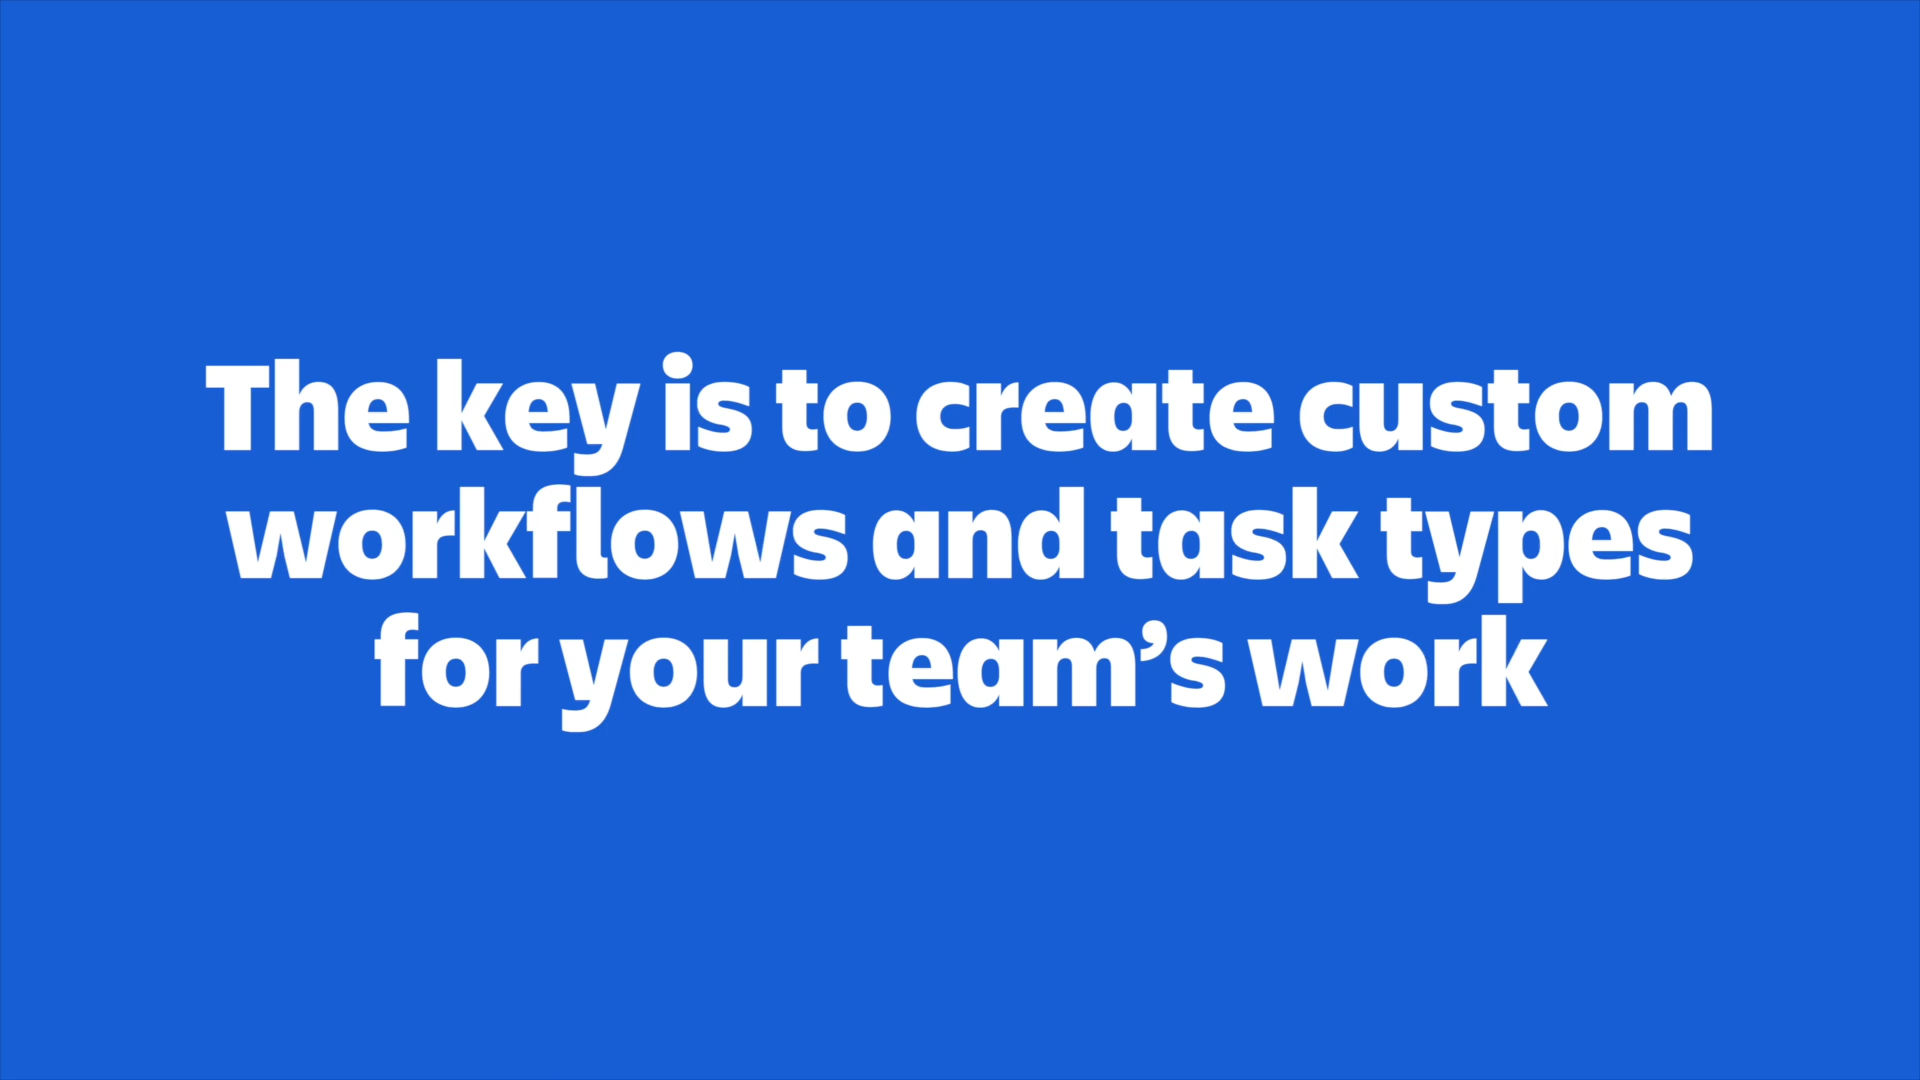 The key is to create custom
workflows and task types
for your team’s work